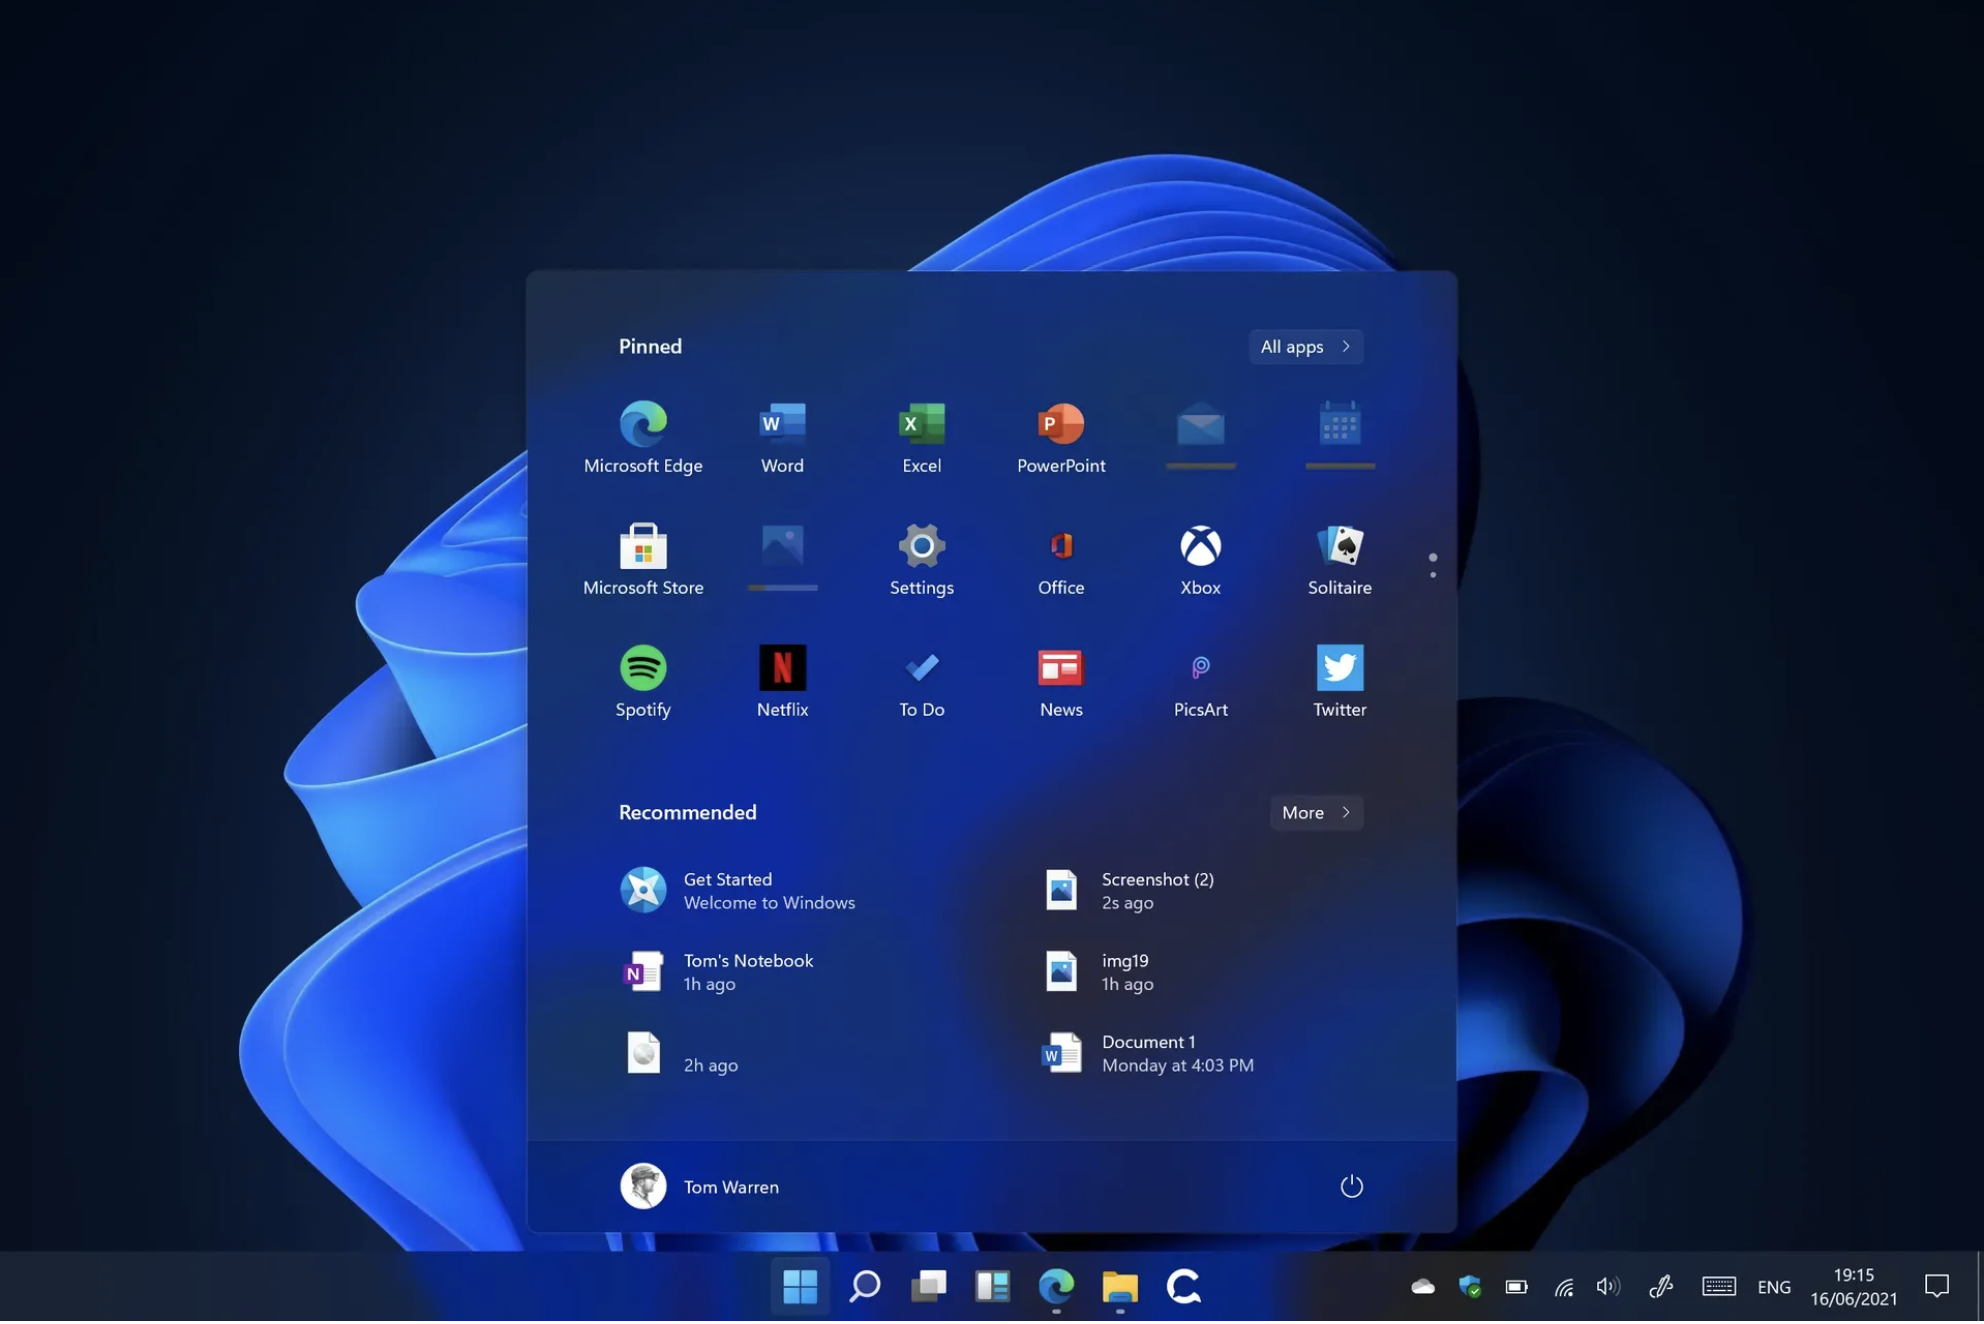 Pinned
All apps
Microsoft Edge
Word
Excel
PowerPoint
Microsoft Store
Settings
Office
Xbox
Solitaire
Spotify
Netflix
To Do
News
PicsArt
Twitter
Recommended
More
Get Started
Welcome to Windows
Screenshot (2)
2s ago
Tom's Notebook
1h ago
img19
1h ago
2h ago
Document 1
Monday at 4:03 PM
Tom Warren
ENG
19:15
16/06/2021